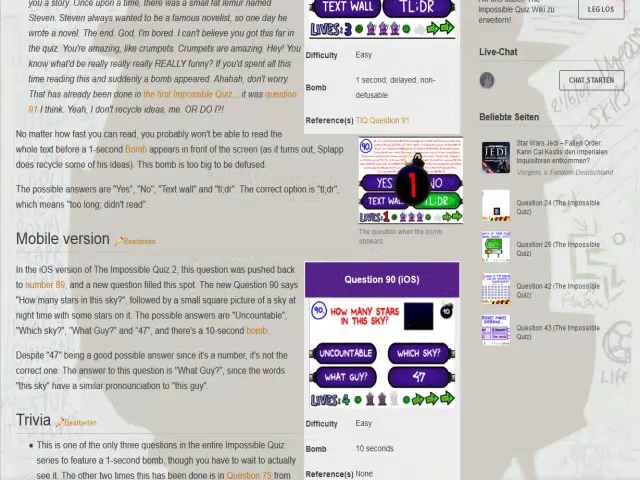 you a story. Once upon a time, there was a small fat lemur named
Steven. Steven always wanted to be a famous novelist, so one day he
wrote a novel. The end. God, I'm bored. I can't believe you got this far in
the quiz. You're amazing, like crumpets. Crumpets are amazing. Hey! You
know what'd be really really really REALLY funny? If you'd spent all this
time reading this and suddenly a bomb appeared. Ahahah, don't worry.
That has already been done in the first Impossible Quiz... it was question
91 I think. Yeah, I don't recycle ideas, me. OR DO I?!
No matter how fast you can read, you probably won't be able to read the
whole text before a 1-second Bomb appears in front of the screen (as it turns out, Splapp
does recycle some of his ideas). This bomb is too big to be defused.
The possible answers are "Yes", "No", "Text wall" and "tl;dr". The correct option is "tl;dr",
which means "too long; didn't read".
Mobile version
Bearbeiten
In the iOS version of The Impossible Quiz 2, this question was pushed back
to number 89, and a new question filled this spot. The new Question 90 says
"How many stars in this sky?", followed by a small square picture of a sky at
night time with some stars on it. The possible answers are "Uncountable",
"Which sky?", "What Guy?" and "47", and there's a 10-second bomb.
Despite "47" being a good possible answer since it's a number, it's not the
correct one. The answer to this question is "What Guy?", since the words
"this sky" have a similar pronounciation to "this guy".
Trivia
Bearbeiten
This is one of the only three questions in the entire Impossible Quiz
series to feature a 1-second bomb, though you have to wait to actually
see it. The other two times this has been done is in Question 75 from
TEXT WALL
TL;DR
LIVES:3
Difficulty Easy
Bomb 1 second, delayed, non-
defusable
Reference(s) TIQ Question 91
90.
YES
NO
1
TEXT WALL
TL;DR
LIVES:1
The question when the bomb
appears.
Question 90 (iOS)
90.
HOW MANY STARS
IN THIS SKY?
10
UNCOUNTABLE
WHICH SKY?
WHAT GUY?
47
LIVES:4
Difficulty Easy
Bomb 10 seconds
Reference(s) None
Impossible Quiz Wiki zu
erweitern!
LEG LOS
Live-Chat
CHAT STARTEN
Beliebte Seiten
JEDI
Star Wars Jedi – Fallen Order:
Kann Cal Kestis den imperialen
Inquisitoren entkommen?
Vorgem. v. Fandom Deutschland
Question 24 (The Impossible
Quiz)
Question 26 (The Impossible
Quiz)
Question 42 (The Impossible
Quiz)
Question 43 (The Impossible
Quiz)